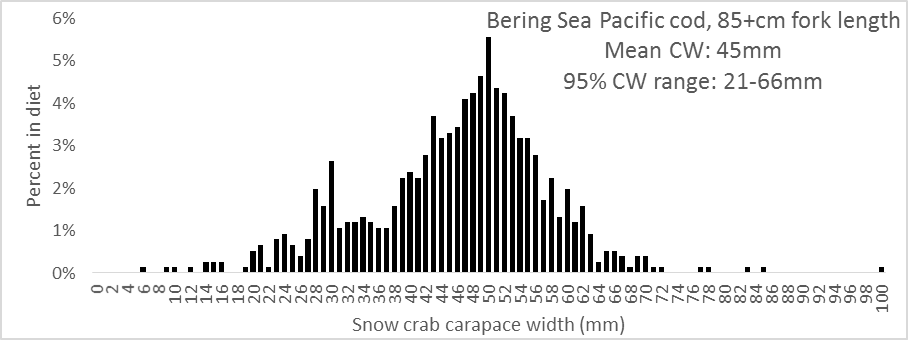 Bering Sea Pacific cod, 85+cm fork length
Mean CW: 45mm
95% CW range: 21-66mm
Percent in diet
6%
5%
4%
3%
2%
1%
0%
0 2 4 6 8 10 12 14 16 18 20 22 24 26 28 30 32 34 36 38 40 42 44 46 48 50 52 54 56 58 60 62 64 66 68 70 72 74 76 78 80 82 84 86 88 90 92 94 96 98 100
Snow crab carapace width (mm)